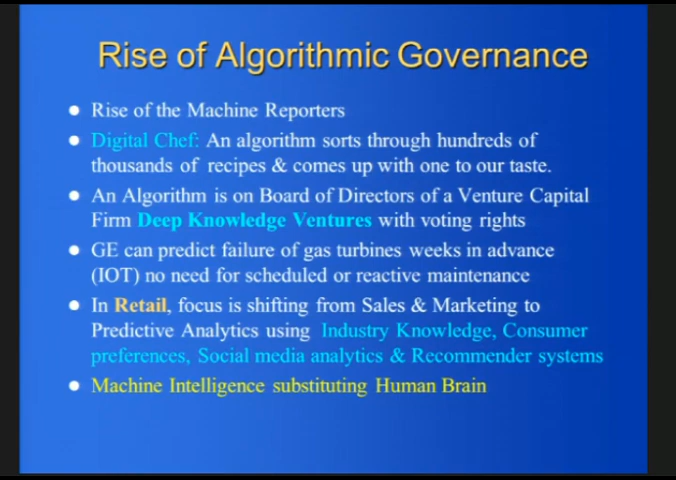 Rise of Algorithmic Governance
Rise of the Machine Reporters
Digital Chef: An algorithm sorts through hundreds of
thousands of recipes & comes up with one to our taste.
An Algorithm is on Board of Directors of a Venture Capital
Firm Deep Knowledge Ventures with voting rights
GE can predict failure of gas turbines weeks in advance
(IOT) no need for scheduled or reactive maintenance
In Retail, focus is shifting from Sales & Marketing to
Predictive Analytics using Industry Knowledge, Consumer
preferences, Social media analytics & Recommender systems
Machine Intelligence substituting Human Brain